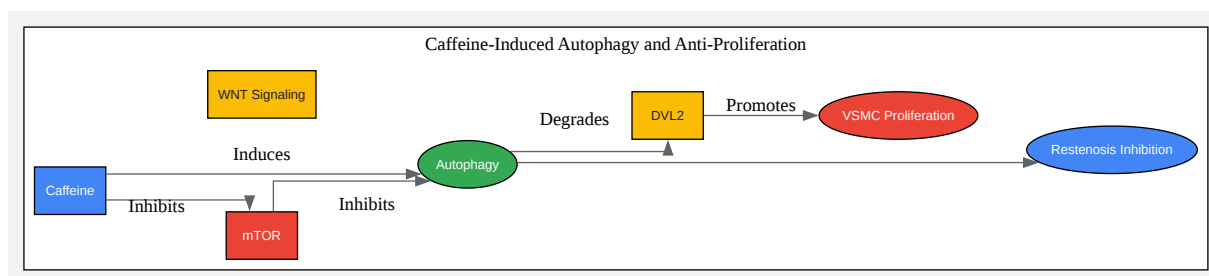 Caffeine-Induced Autophagy and Anti-Proliferation
WNT Signaling
Degrades
DVL2
Promotes
VSMC Proliferation
Induces
Autophagy
Restenosis Inhibition
Caffeine
Inhibits
Inhibits
mTOR